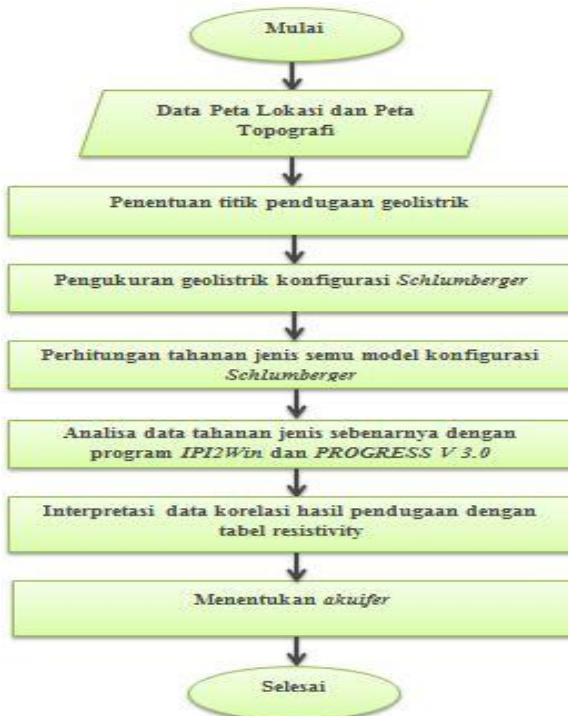 Mulai
Data Peta Lokasi dan Peta
Topografi
Penentuan titik pendugaan geolistrik
Pengukuran geolistrik konfigurasi Schlumberger
Perhitungan tahanan jenis semu model konfigurasi
Schlumberger
Analisa data tahanan jenis sebenarnya dengan
program IPI2Win dan PROGRESS V 3.0
Interpretasi data korelasi hasil pendugaan dengan
tabel resistivity
Menentukan akuifer
Selesai